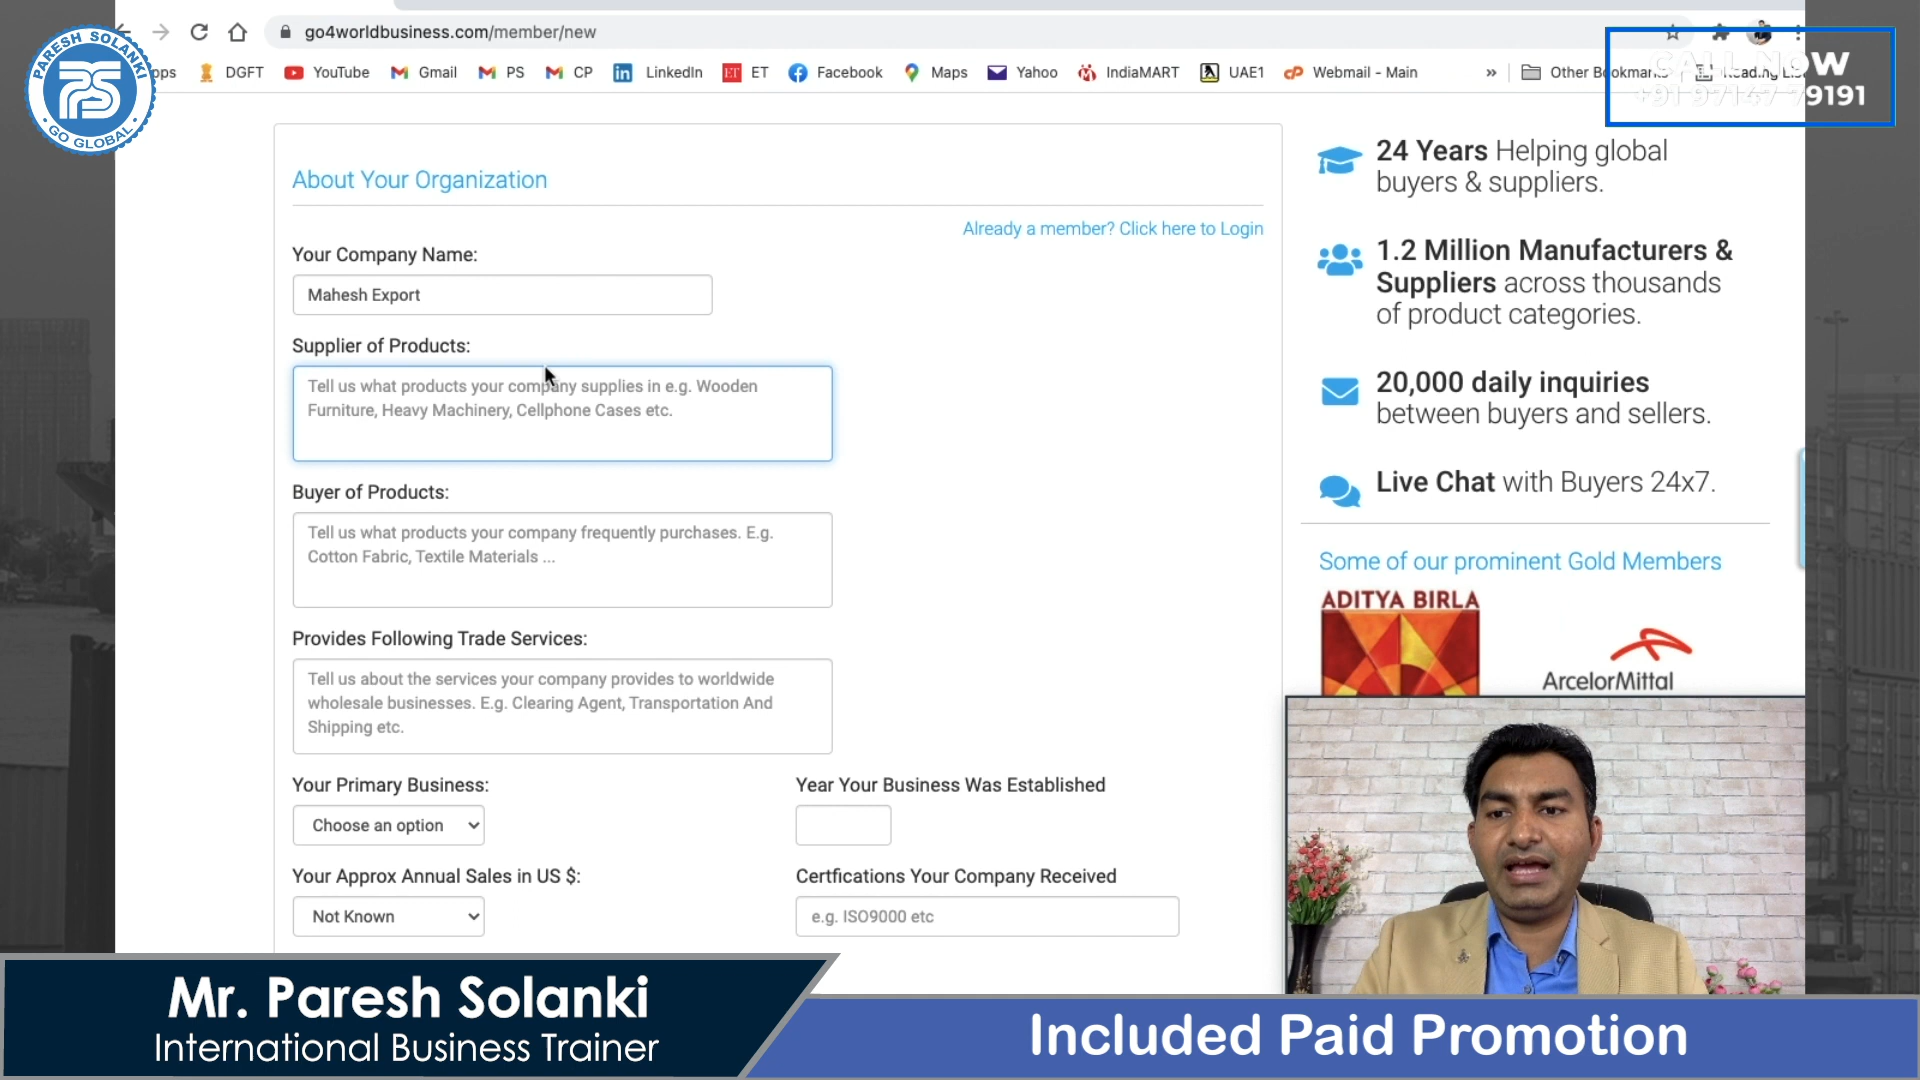 go4worldbusiness.com/member/new
DGFT YouTube Gmail PS CP LinkedIn ET Facebook Maps Yahoo IndiaMART UAE1 Webmail - Main » Other Bookmarks Reading List
PARESH SOLANKI
PS
GO GLOBAL
CALL NOW
+91 97147 79191
About Your Organization
Already a member? Click here to Login
Your Company Name:
Mahesh Export
Supplier of Products:
Tell us what products your company supplies in e.g. Wooden
Furniture, Heavy Machinery, Cellphone Cases etc.
Buyer of Products:
Tell us what products your company frequently purchases. E.g.
Cotton Fabric, Textile Materials ...
Provides Following Trade Services:
Tell us about the services your company provides to worldwide
wholesale businesses. E.g. Clearing Agent, Transportation And
Shipping etc.
Your Primary Business:
Choose an option
Year Your Business Was Established
Your Approx Annual Sales in US $:
Not Known
Certfications Your Company Received
e.g. ISO9000 etc
24 Years Helping global
buyers & suppliers.
1.2 Million Manufacturers &
Suppliers across thousands
of product categories.
20,000 daily inquiries
between buyers and sellers.
Live Chat with Buyers 24x7.
Some of our prominent Gold Members
ADITYA BIRLA
ArcelorMittal
Mr. Paresh Solanki
International Business Trainer
Included Paid Promotion